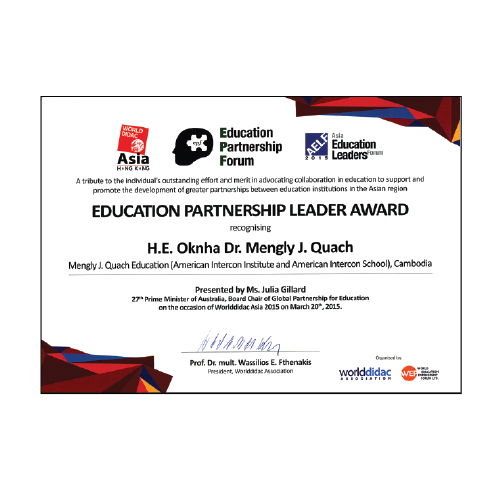 WORLD
DIDAC
Asia
HONG KONG
epf
Education
Partnership
Forum
AELF
2015
Asia
Education
Leaders Forum
A tribute to the individual's outstanding effort and merit in advocating collaboration in education to support and
promote the development of greater partnerships between education institutions in the Asian region
EDUCATION PARTNERSHIP LEADER AWARD
recognising
H.E. Oknha Dr. Mengly J. Quach
Mengly J. Quach Education (American Intercon Institute and American Intercon School), Cambodia
Presented by Ms. Julia Gillard
27th Prime Minister of Australia, Board Chair of Global Partnership for Education
on the occasion of Worlddidac Asia 2015 on March 20th, 2015.
Prof. Dr. mult. Wassilios E. Fthenakis
President, Worlddidac Association
Organised by
worlddidac
ASSOCIATION
WEF
WORLD
EDUCATION
FORUM LTD.